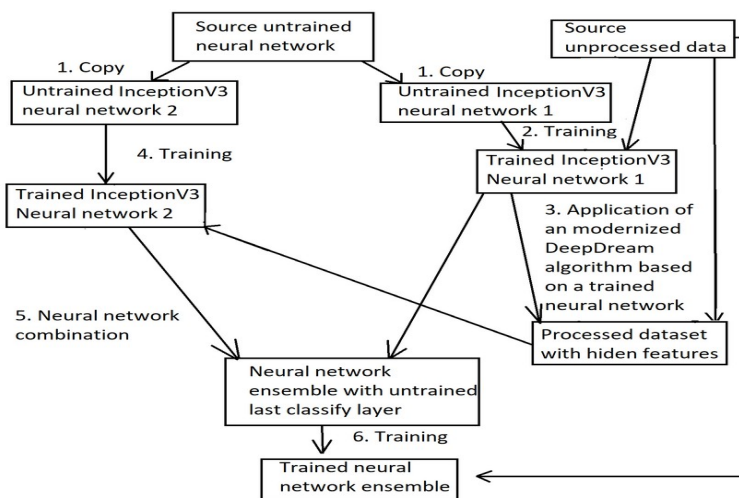 Source untrained
neural network
Source
unprocessed data
1. Copy
1. Copy
Untrained InceptionV3
neural network 2
Untrained InceptionV3
neural network 1
2. Training
4. Training
Trained InceptionV3
Neural network 1
Trained InceptionV3
Neural network 2
3. Application of
an modernized
DeepDream
algorithm based
on a trained
neural network
5. Neural network
combination
Processed dataset
with hiden features
Neural network
ensemble with untrained
last classify layer
6. Training
Trained neural
network ensemble